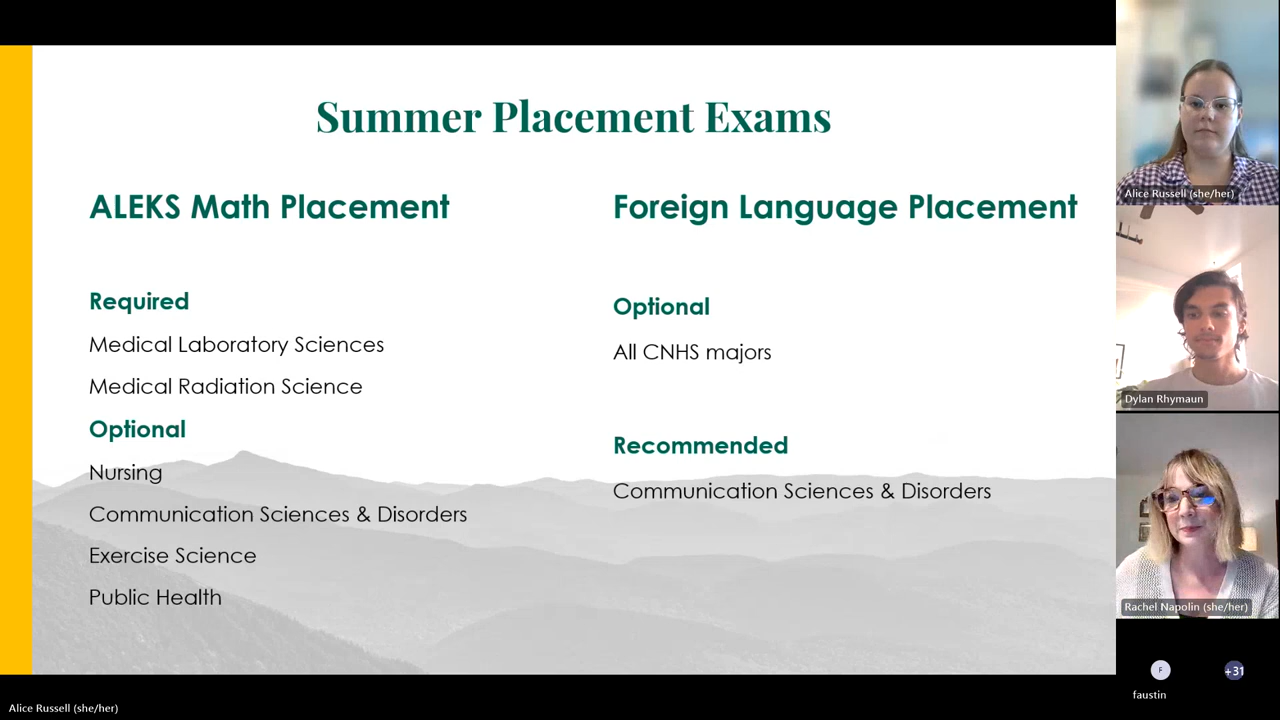 Summer Placement Exams
ALEKS Math Placement
Required
Medical Laboratory Sciences
Medical Radiation Science
Optional
Nursing
Communication Sciences & Disorders
Exercise Science
Public Health
Foreign Language Placement
Optional
All CNHS majors
Recommended
Communication Sciences & Disorders
Alice Russell (she/her)
Dylan Rhymaun
Rachel Napolin (she/her)
F
+31
faustin
Alice Russell (she/her)